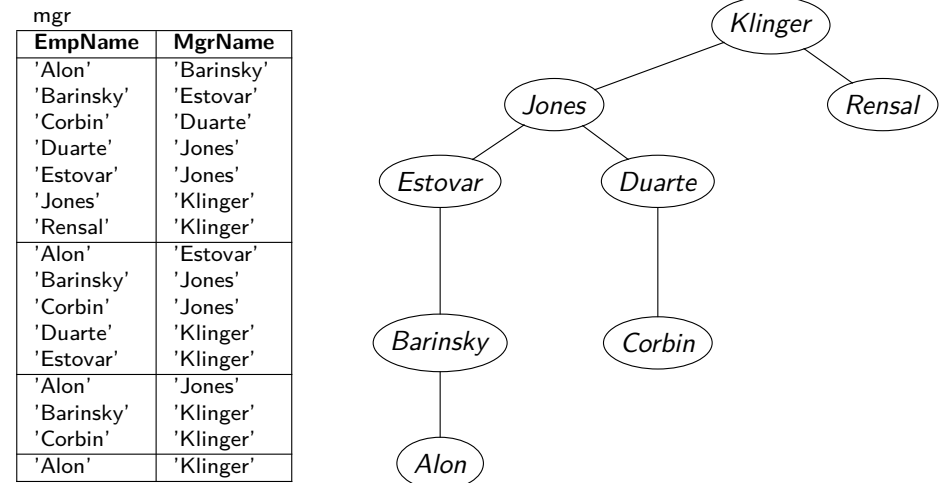 mgr
EmpName MgrName
'Alon' 'Barinsky'
'Barinsky' 'Estovar'
'Corbin' 'Duarte'
'Duarte' 'Jones'
'Estovar' 'Jones'
'Jones' 'Klinger'
'Rensal' 'Klinger'
'Alon' 'Estovar'
'Barinsky' 'Jones'
'Corbin' 'Jones'
'Duarte' 'Klinger'
'Estovar' 'Klinger'
'Alon' 'Jones'
'Barinsky' 'Klinger'
'Corbin' 'Klinger'
'Alon' 'Klinger'
Klinger
Jones Rensal
Estovar Duarte
Barinsky Corbin
Alon